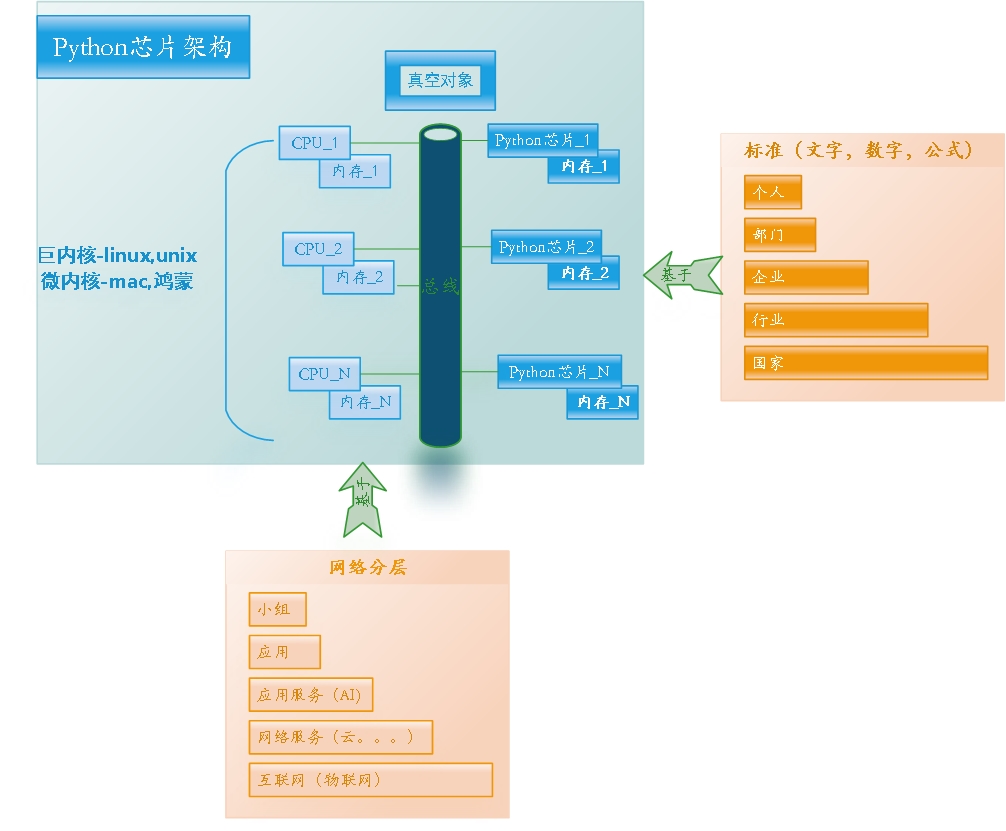 Python芯片架构
真空对象
CPU_1
内存_1
Python芯片_1
内存_1
CPU_2
内存_2
Python芯片_2
内存_2
巨内核-linux,unix
微内核-mac,鸿蒙
总线
CPU_N
内存_N
Python芯片_N
内存_N
基于
标准（文字，数字，公式）
个人
部门
企业
行业
国家
基于
网络分层
小组
应用
应用服务（AI)
网络服务（云。。。）
互联网（物联网）